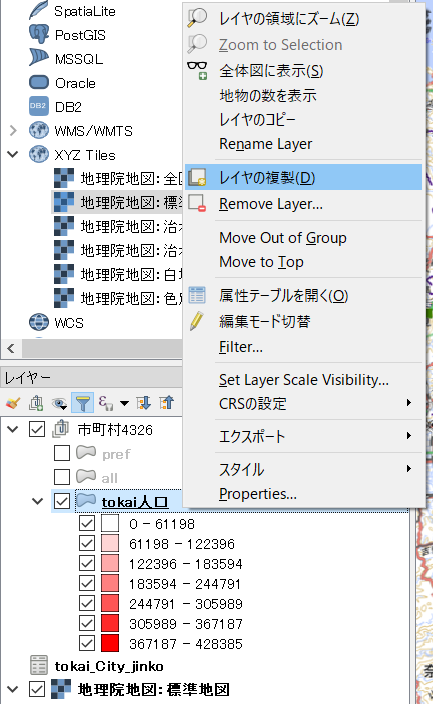 SpatiaLite
PostGIS
MSSQL
Oracle
DB2 DB2
WMS/WMTS
XYZ Tiles
地理院地図: 全国
地理院地図: 標準
地理院地図: 治水
地理院地図: 治水
地理院地図: 白地
地理院地図: 色別
WCS
レイヤの領域にズーム(Z)
Zoom to Selection
全体図に表示(S)
地物の数を表示
レイヤのコピー
Rename Layer
レイヤの複製(D)
Remove Layer...
Move Out of Group
Move to Top
属性テーブルを開く(O)
編集モード切替
Filter...
Set Layer Scale Visibility...
CRSの設定
エクスポート
スタイル
Properties...
レイヤー
市町村4326
pref
all
tokai人口
0 - 61198
61198 - 122396
122396 - 183594
183594 - 244791
244791 - 305989
305989 - 367187
367187 - 428385
tokai_City_jinko
地理院地図: 標準地図